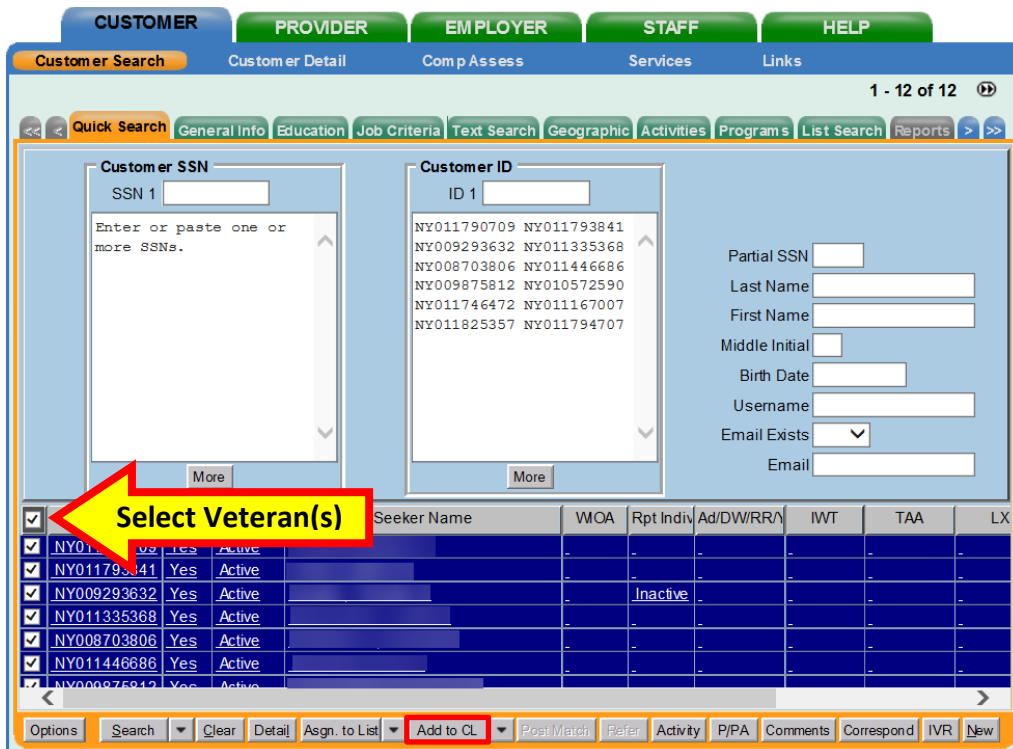 CUSTOMER PROVIDER EMPLOYER STAFF HELP
Customer Search Customer Detail Comp Assess Services Links
1 - 12 of 12
<< < Quick Search General Info Education Job Criteria Text Search Geographic Activities Programs List Search Reports > >>
Customer SSN
SSN 1
Enter or paste one or
more SSNs.
More
Customer ID
ID 1
NY011790709 NY011793841
NY009293632 NY011335368
NY008703806 NY011446686
NY009875812 NY010572590
NY011746472 NY011167007
NY011825357 NY011794707
More
Partial SSN
Last Name
First Name
Middle Initial
Birth Date
Username
Email Exists
Email
Select Veteran(s)
Seeker Name WIOA Rpt Indiv Ad/DW/RR/Y IWT TAA LX
Yes Active
NY011793841 Yes Active
NY009293632 Yes Active Inactive
NY011335368 Yes Active
NY008703806 Yes Active
NY011446686 Yes Active
NY009875812 Yes Active
Options Search Clear Detail Asgn. to List Add to CL Post Match Refer Activity P/PA Comments Correspond IVR New